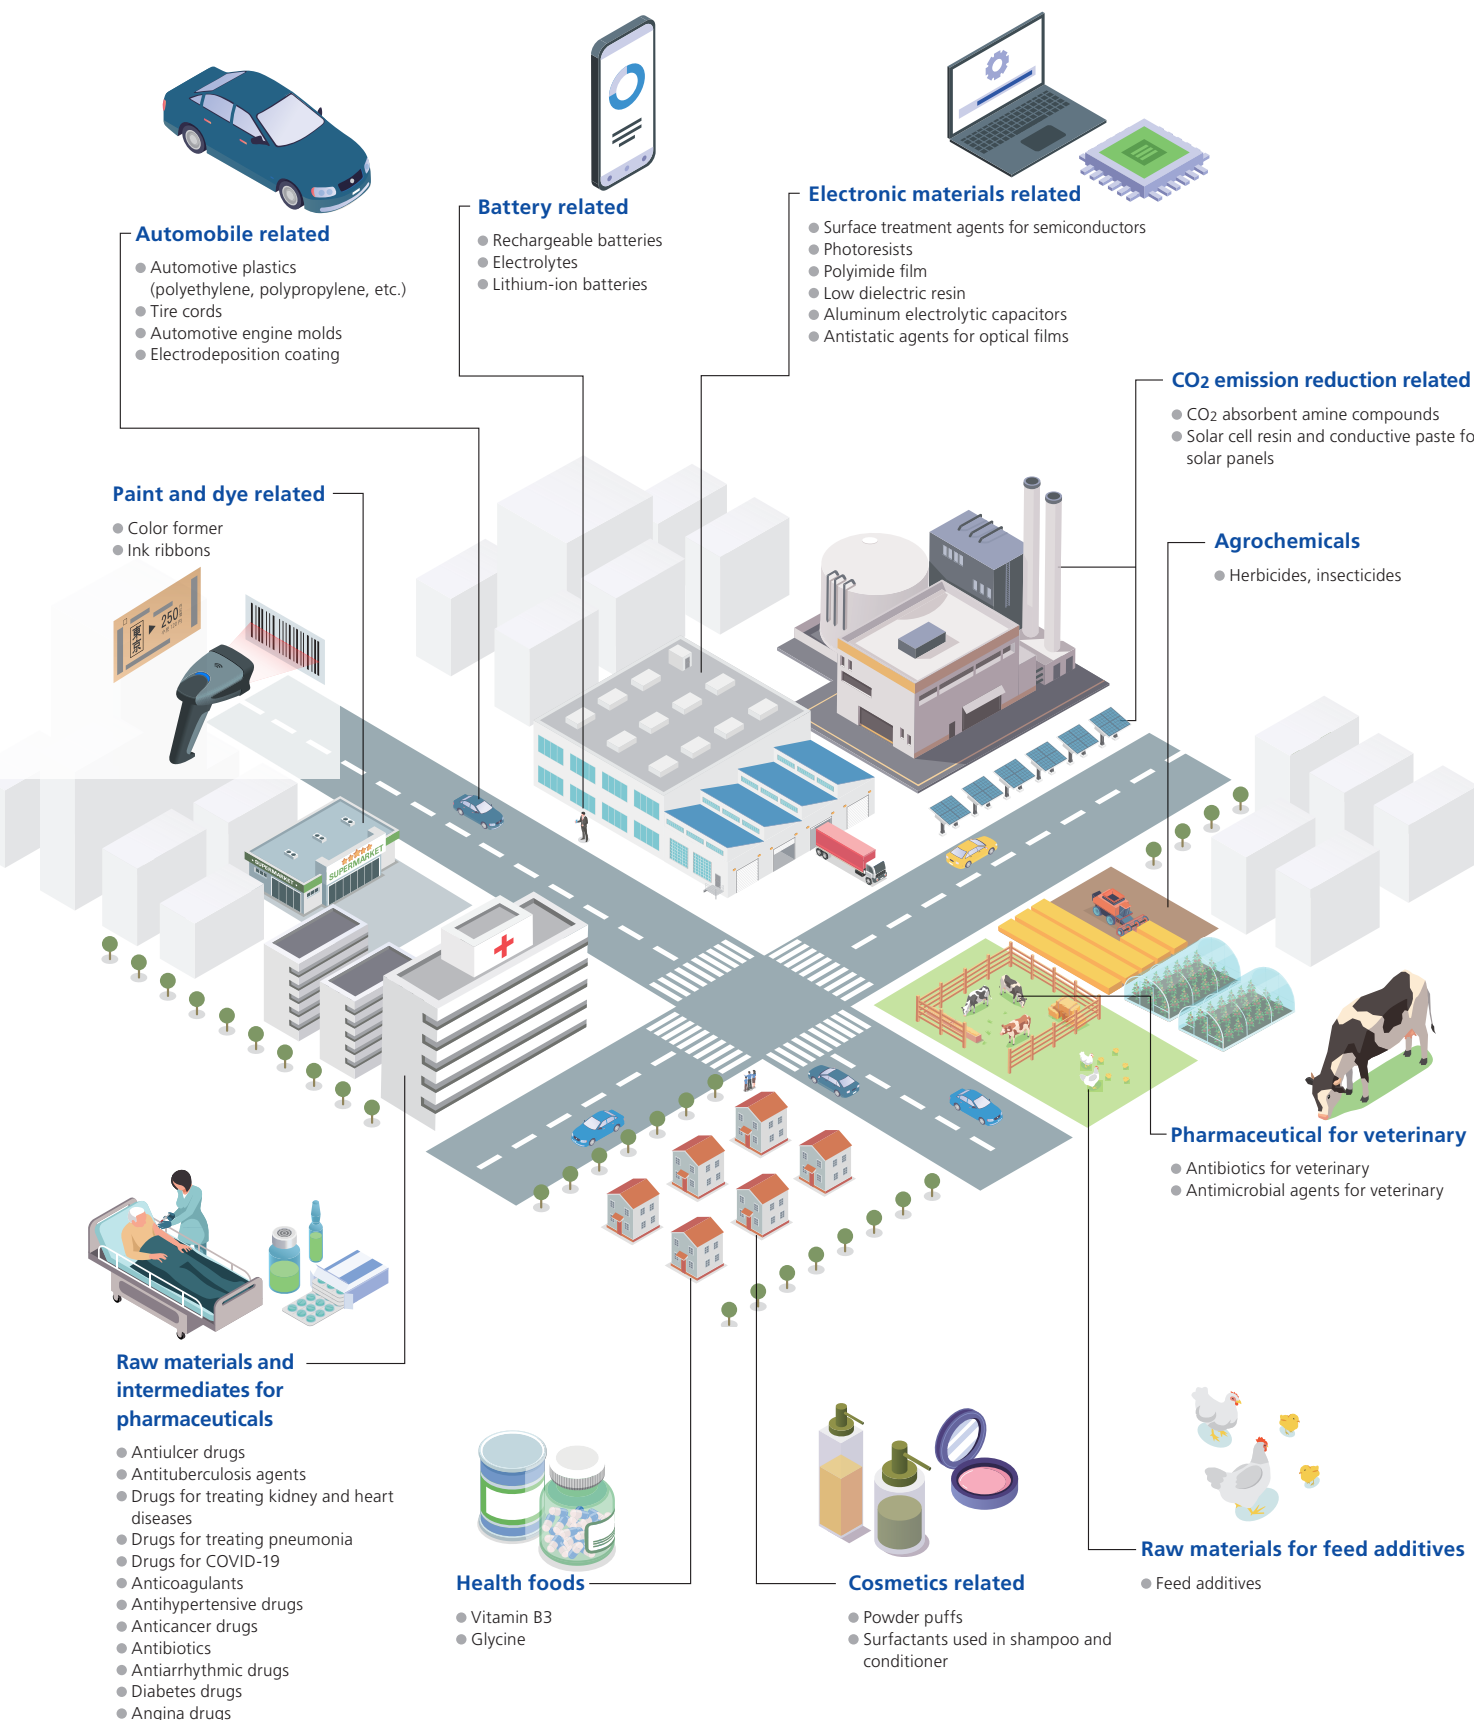 Automobile related
Automotive plastics
(polyethylene, polypropylene, etc.)
Tire cords
Automotive engine molds
Electrodeposition coating
Battery related
Rechargeable batteries
Electrolytes
Lithium-ion batteries
Electronic materials related
Surface treatment agents for semiconductors
Photoresists
Polyimide film
Low dielectric resin
Aluminum electrolytic capacitors
Antistatic agents for optical films
CO2 emission reduction related
CO2 absorbent amine compounds
Solar cell resin and conductive paste fo
solar panels
Paint and dye related
Color former
Ink ribbons
Agrochemicals
Herbicides, insecticides
東京
250
SUPERMARKET
SUPERMARKET
Pharmaceutical for veterinary
Antibiotics for veterinary
Antimicrobial agents for veterinary
Raw materials and
intermediates for
pharmaceuticals
Antiulcer drugs
Antituberculosis agents
Drugs for treating kidney and heart
diseases
Drugs for treating pneumonia
Drugs for COVID-19
Anticoagulants
Antihypertensive drugs
Anticancer drugs
Antibiotics
Antiarrhythmic drugs
Diabetes drugs
Angina drugs
Health foods
Vitamin B3
Glycine
Cosmetics related
Powder puffs
Surfactants used in shampoo and
conditioner
Raw materials for feed additives
Feed additives